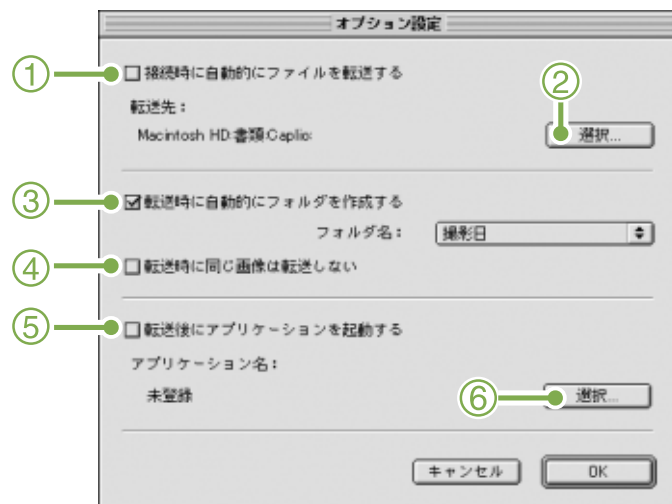 オプション設定
① 接続時に自動的にファイルを転送する
②
転送先：
Macintosh HD:書類:Caplio:
選択...
③ 転送時に自動的にフォルダを作成する
フォルダ名： 撮影日
④ 転送時に同じ画像は転送しない
⑤ 転送後にアプリケーションを起動する
アプリケーション名：
未登録
⑥ 選択...
キャンセル OK